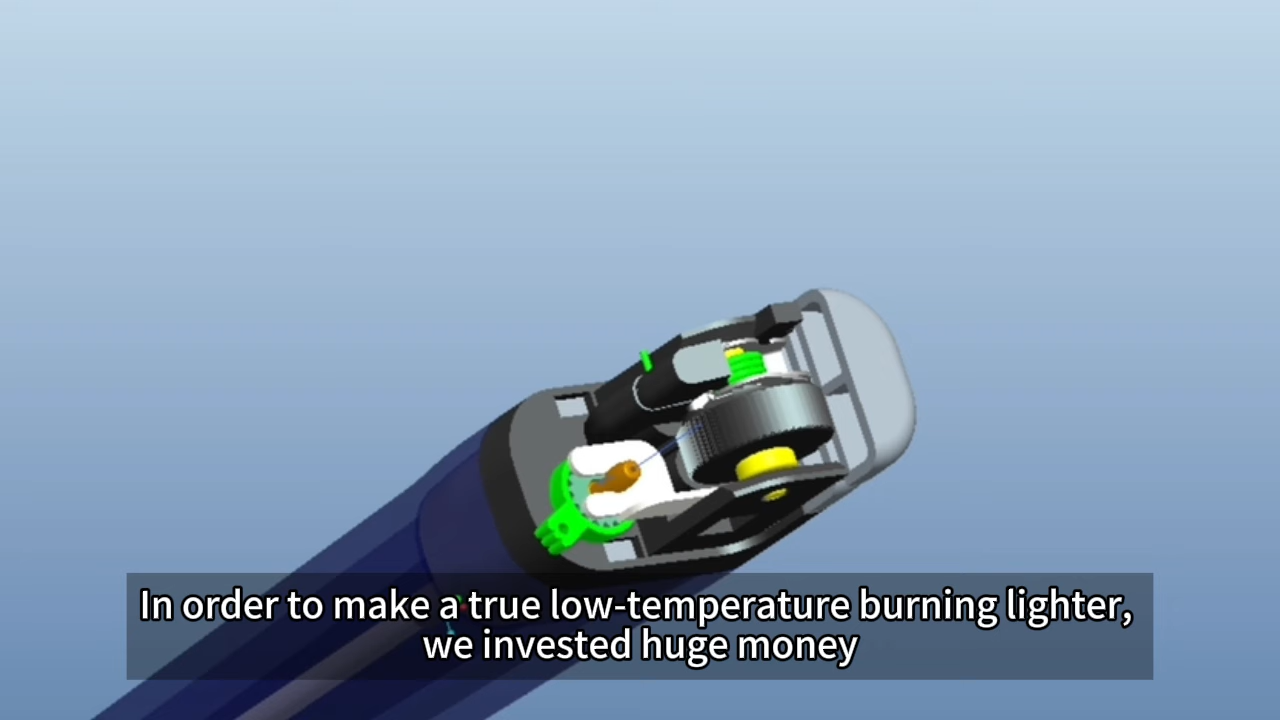 In order to make a true low-temperature burning lighter,
we invested huge money